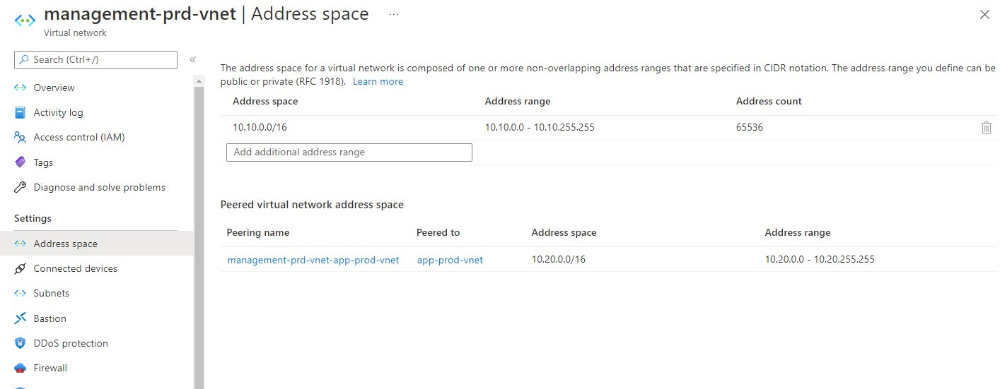 management-prd-vnet | Address space ...
Virtual network
Search (Ctrl+/)
Overview
Activity log
Access control (IAM)
Tags
Diagnose and solve problems
Settings
Address space
Connected devices
Subnets
Bastion
DDoS protection
Firewall
The address space for a virtual network is composed of one or more non-overlapping address ranges that are specified in CIDR notation. The address range you define can be
public or private (RFC 1918). Learn more
Address space Address range Address count
10.10.0.0/16 10.10.0.0 - 10.10.255.255 65536
Add additional address range
Peered virtual network address space
Peering name Peered to Address space Address range
management-prd-vnet-app-prod-vnet app-prod-vnet 10.20.0.0/16 10.20.0.0 - 10.20.255.255